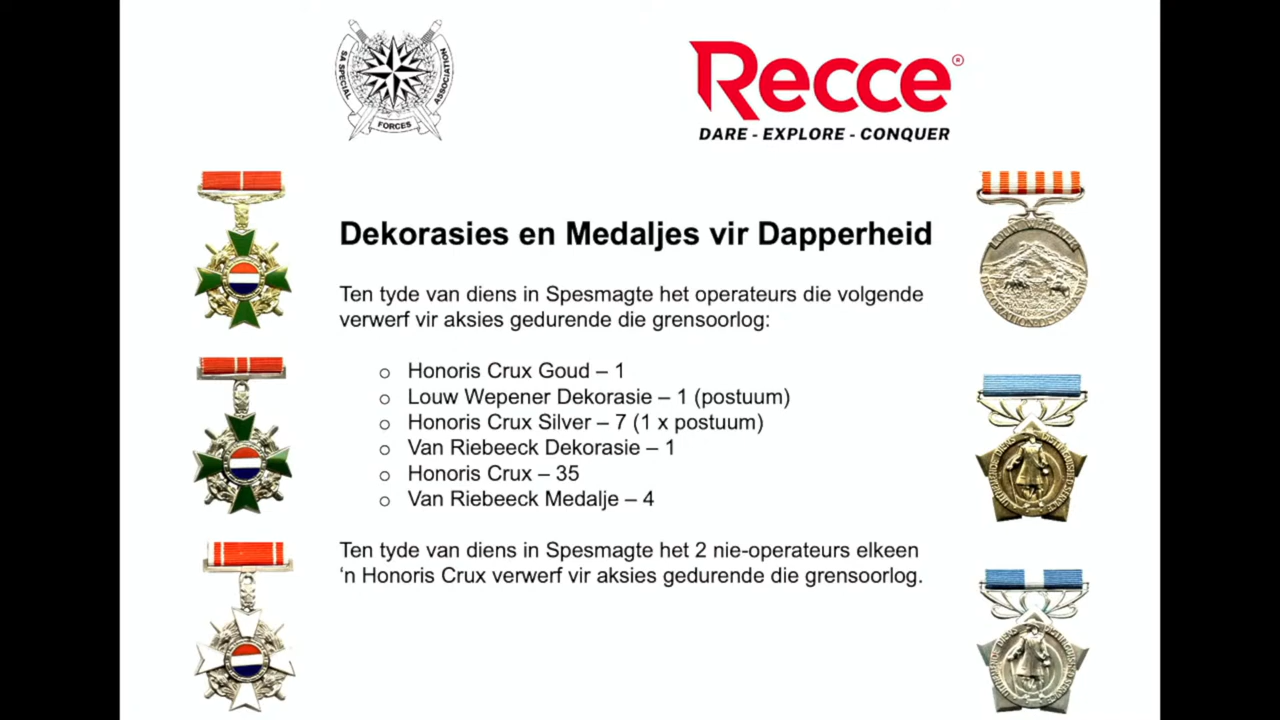 SA SPECIAL
FORCES
ASSOCIATION
Recce®
DARE - EXPLORE - CONQUER
Dekorasies en Medaljes vir Dapperheid
Ten tyde van diens in Spesmagte het operateurs die volgende
verwerf vir aksies gedurende die grensoorlog:
o Honoris Crux Goud – 1
o Louw Wepener Dekorasie – 1 (postuum)
o Honoris Crux Silver – 7 (1 x postuum)
o Van Riebeeck Dekorasie – 1
o Honoris Crux – 35
o Van Riebeeck Medalje – 4
Ten tyde van diens in Spesmagte het 2 nie-operateurs elkeen
‘n Honoris Crux verwerf vir aksies gedurende die grensoorlog.
LOUW WEPENER